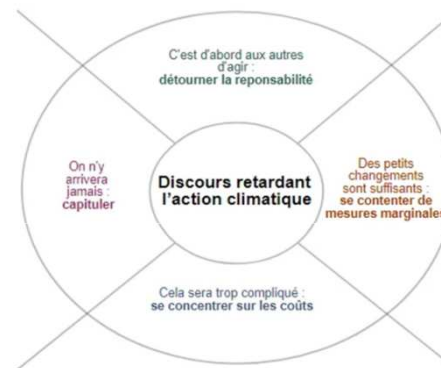 C'est d'abord aux autres
d'agir :
détourner la reponsabilité
On n'y
arrivera
jamais :
capituler
Discours retardant
l'action climatique
Des petits
changements
sont suffisants :
se contenter de
mesures marginales
Cela sera trop compliqué :
se concentrer sur les coûts